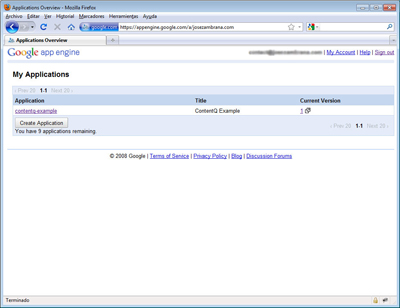 Applications Overview - Mozilla Firefox
Archivo Editar Ver Historial Marcadores Herramientas Ayuda
google.com https://appengine.google.com/a/josezambrana.com
Applications Overview
Google app engine
| My Account | Help | Sign out
My Applications
‹ Prev 20 1-1 Next 20 ›
Application Title Current Version
contentq-example ContentQ Example 1
Create Application
You have 9 applications remaining.
‹ Prev 20 1-1 Next 20 ›
© 2008 Google | Terms of Service | Privacy Policy | Blog | Discussion Forums
Terminado